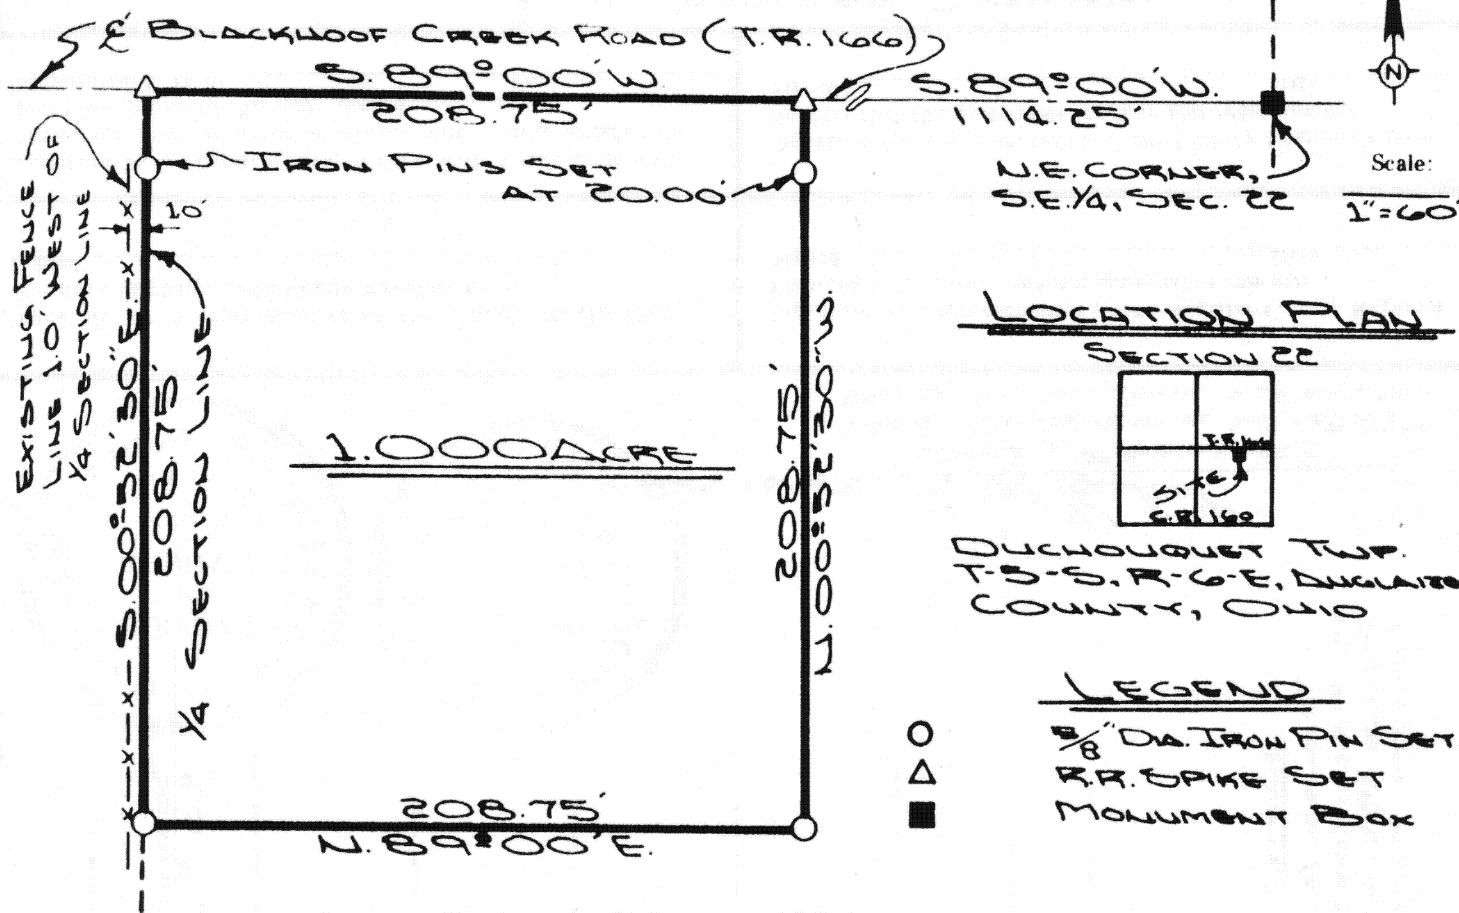 ℄ BLACKHOOF CREEK ROAD (T.R. 166)
S. 89° 00' W.
208.75'
S. 89° 00' W.
1114.25'
N
IRON PINS SET
AT 20.00'
N.E. CORNER,
S.E. ¼, SEC. 22
Scale:
1"=60'
EXISTING FENCE
LINE 1.0 WEST OF
¼ SECTION LINE
1.0'
S. 00° 52' 30" E.
208.75'
¼ SECTION LINE
1.000 ACRE
208.75'
N. 00° 52' 30" W.
LOCATION PLAN
SECTION 22
T.R. 166
SITE
C.R. 160
DUCHOUQUET TWP.
T-5-S, R-6-E, AUGLAIZE
COUNTY, OHIO
208.75'
N. 89° 00' E.
LEGEND
5/8" DIA. IRON PIN SET
R.R. SPIKE SET
MONUMENT BOX